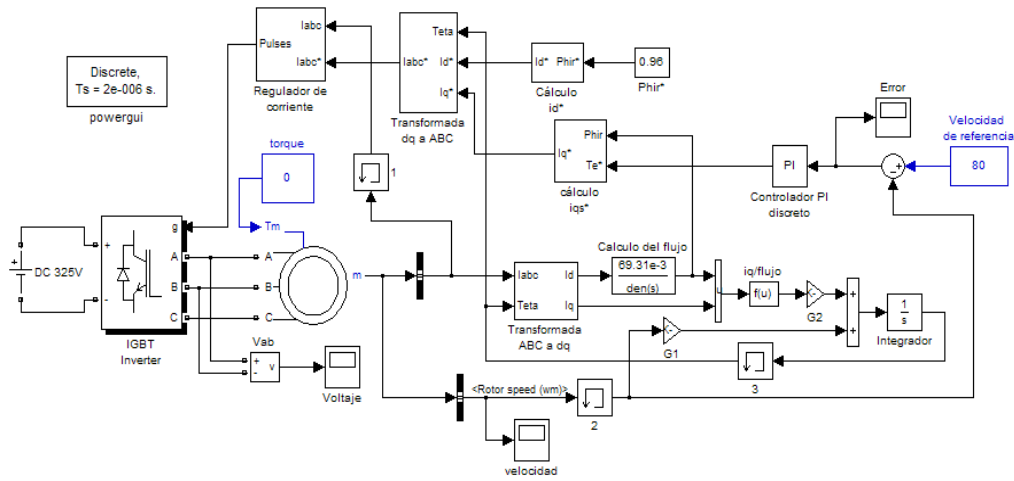 Discrete,
Ts = 2e-006 s.
powergui
Iabc
Pulses
Iabc*
Regulador de
corriente
Teta
Iabc* Id*
Iq*
Transformada
dq a ABC
Id* Phir*
Cálculo
id*
0.96
Phir*
Error
Velocidad
de referencia
80
Phir
Iq*
Te*
cálculo
iqs*
PI
Controlador PI
discreto
torque
0
1
Tm
g
A
B
C
+
-
DC 325V
IGBT
Inverter
A
B
C
m
Vab
+
-
v
Voltaje
Iabc Id
Teta Iq
Transformada
ABC a dq
Calculo del flujo
69.31e-3
den(s)
iq/flujo
f(u)
G2
G1
+
+
1
s
Integrador
3
<Rotor speed (wm)>
2
velocidad